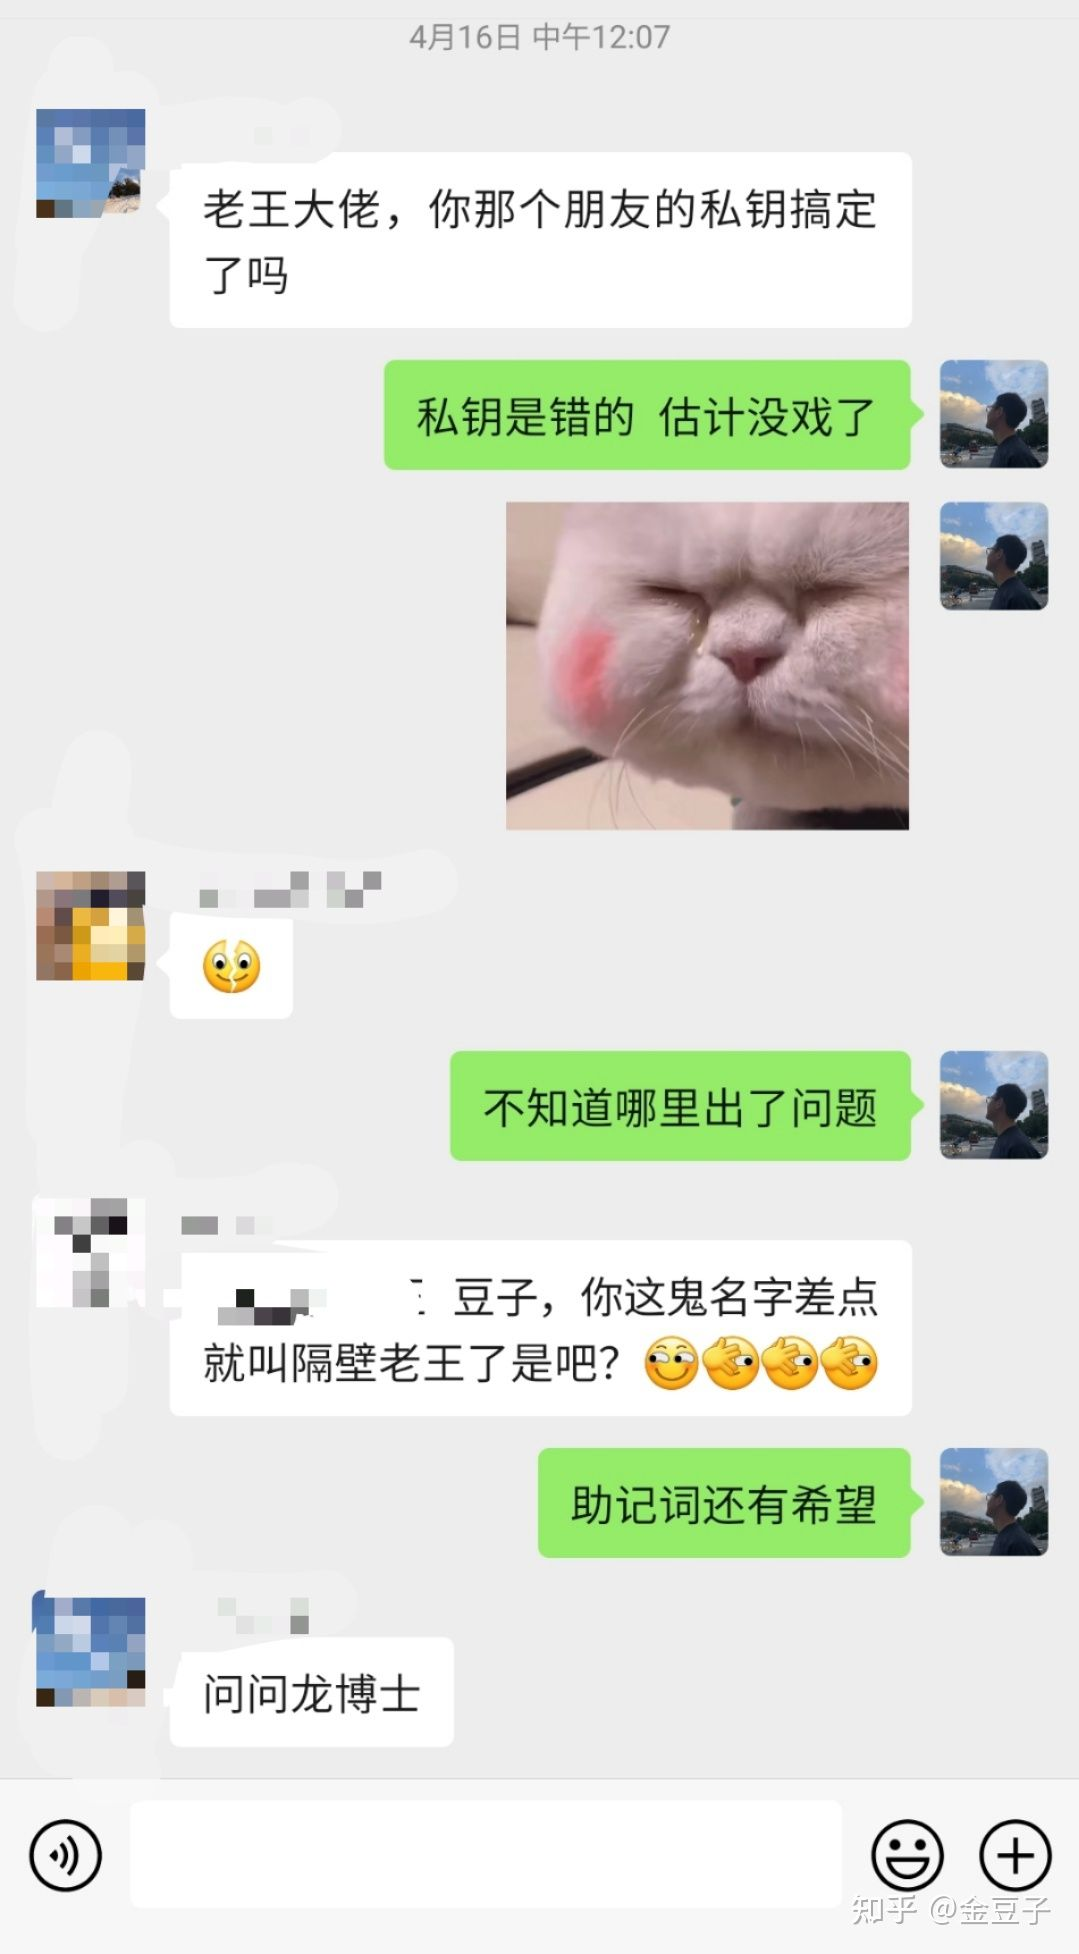 4月16日 中午12:07
老王大佬，你那个朋友的私钥搞定
了吗
私钥是错的 估计没戏了
不知道哪里出了问题
豆子，你这鬼名字差点
就叫隔壁老王了是吧？
助记词还有希望
问问龙博士
知乎 @金豆子